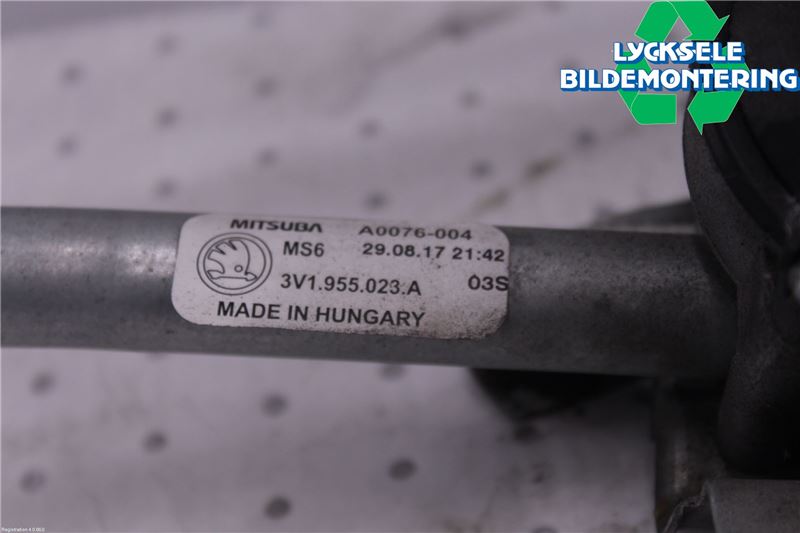 LYCKSELE
BILDEMONTERING
MITSUBA A0076-004
MS6 29.08.17 21:42
3V1.955.023.A 03S
MADE IN HUNGARY